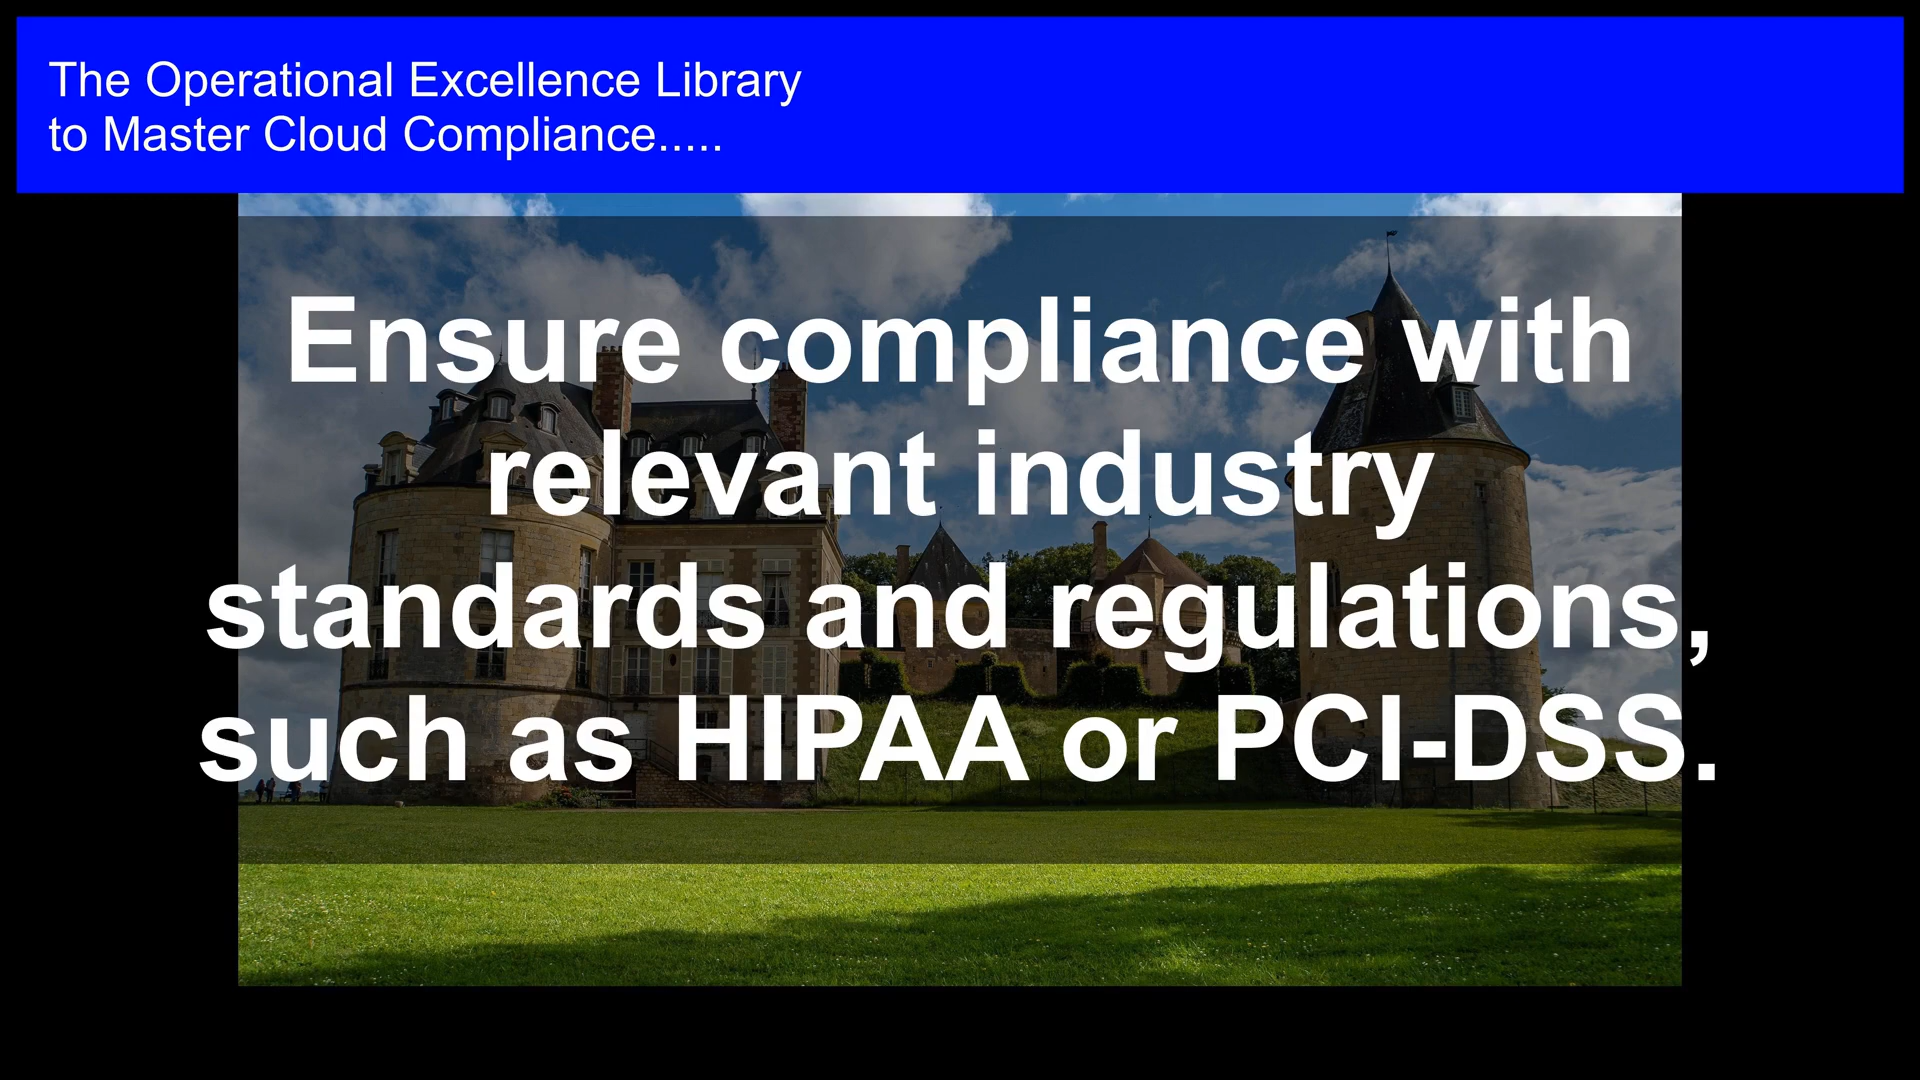 The Operational Excellence Library
to Master Cloud Compliance.....
Ensure compliance with
relevant industry
standards and regulations,
such as HIPAA or PCI-DSS.